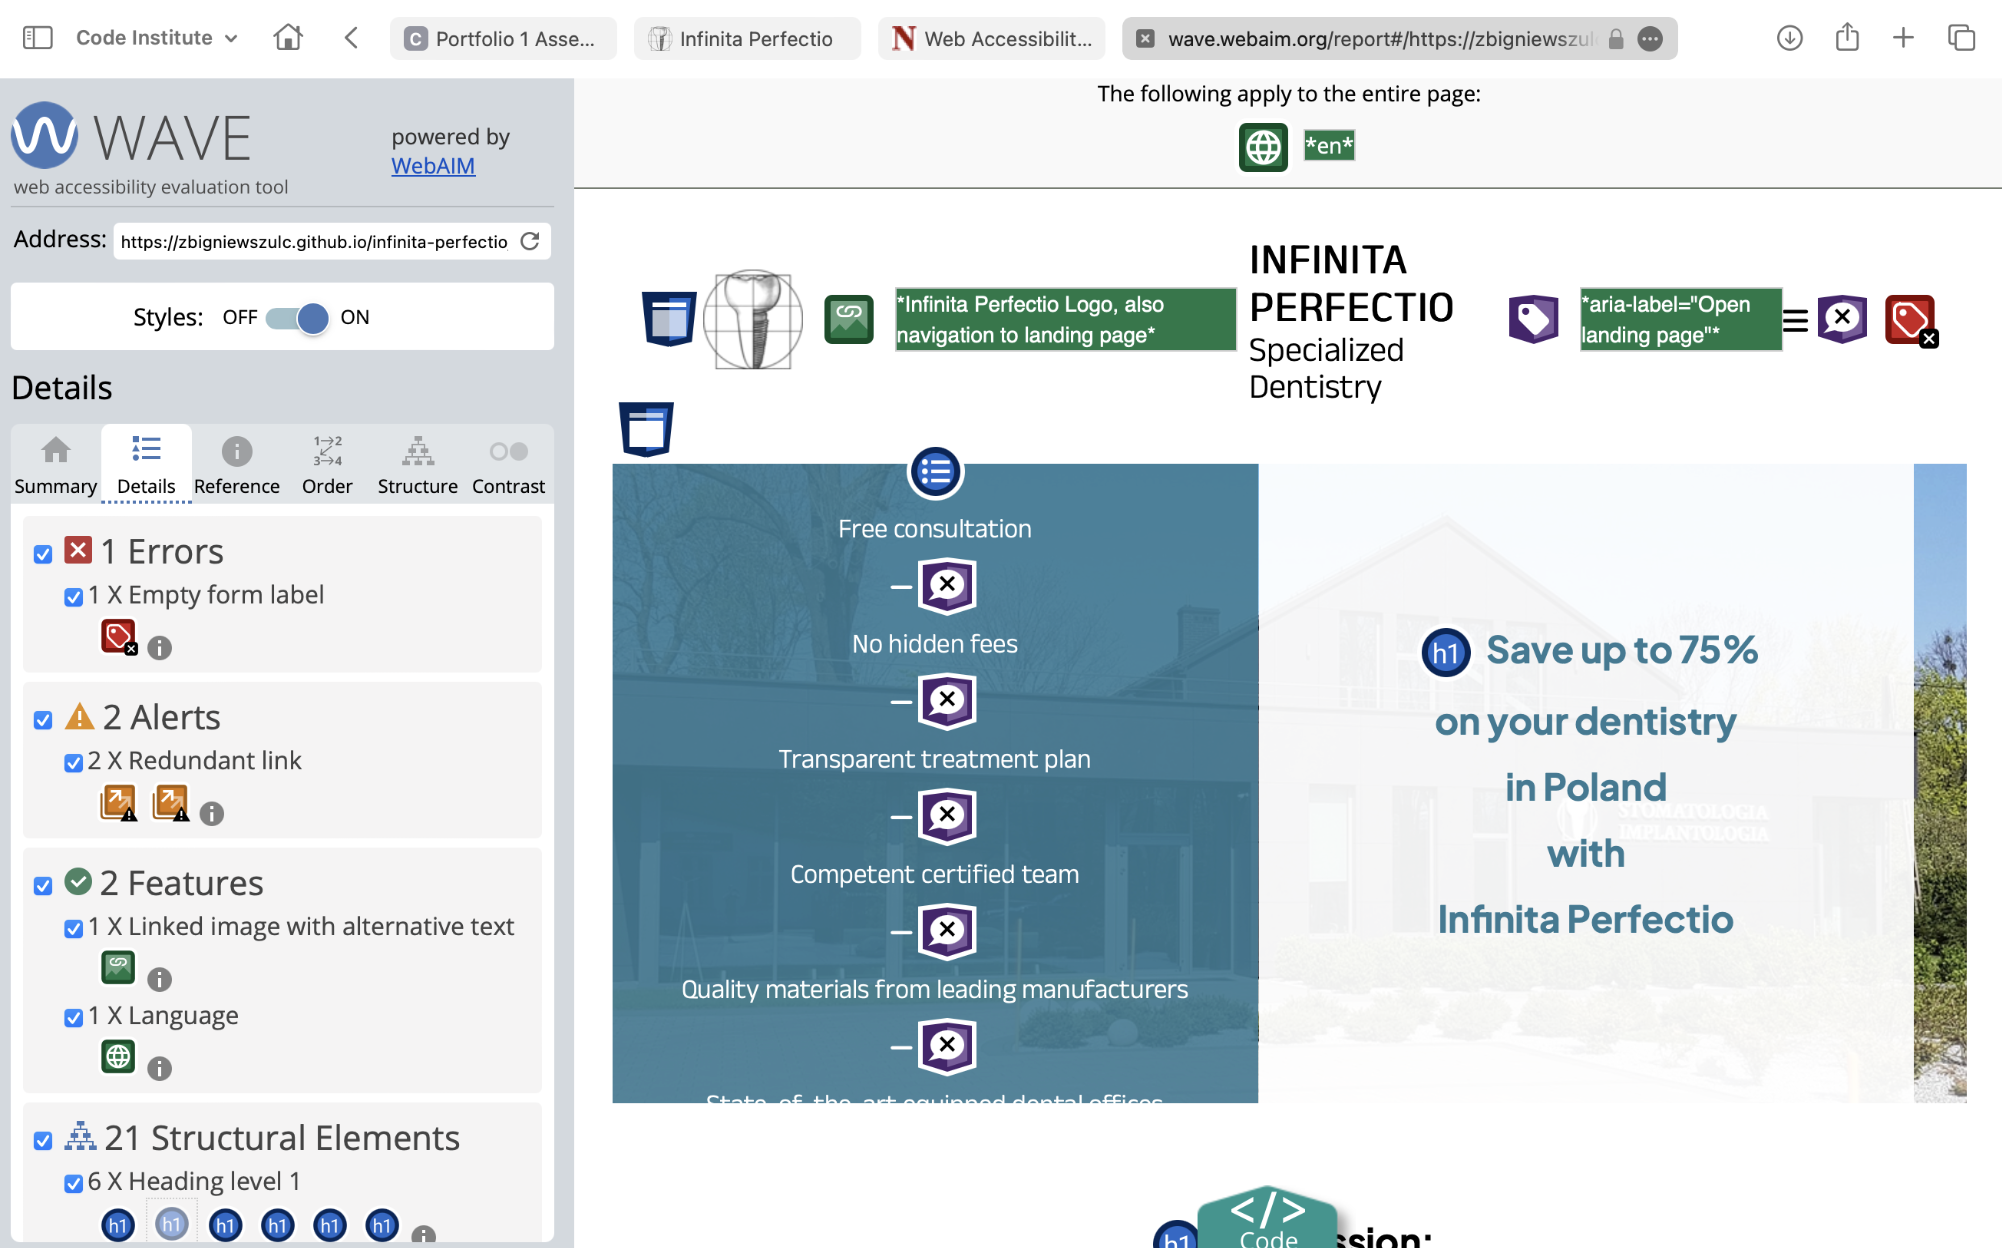 Code Institute
C Portfolio 1 Asse...
Infinita Perfectio
N Web Accessibilit...
wave.webaim.org/report#/https://zbigniewszul
WAVE
powered by
WebAIM
web accessibility evaluation tool
Address: https://zbigniewszulc.github.io/infinita-perfectio
Styles: OFF ON
Details
Summary
Details
Reference
1→2
3→4
Order
Structure
Contrast
1 Errors
1 X Empty form label
2 Alerts
2 X Redundant link
2 Features
1 X Linked image with alternative text
1 X Language
21 Structural Elements
6 X Heading level 1
h1 h1 h1 h1 h1 h1
The following apply to the entire page:
*en*
*Infinita Perfectio Logo, also
navigation to landing page*
INFINITA
PERFECTIO
Specialized
Dentistry
*aria-label="Open
landing page"*
Free consultation
No hidden fees
Transparent treatment plan
Competent certified team
Quality materials from leading manufacturers
State-of-the-art equipped dental offices
h1 Save up to 75%
on your dentistry
in Poland
with
Infinita Perfectio
STOMATOLOGIA
IMPLANTOLOGIA
h1
</>
Code
ssion: